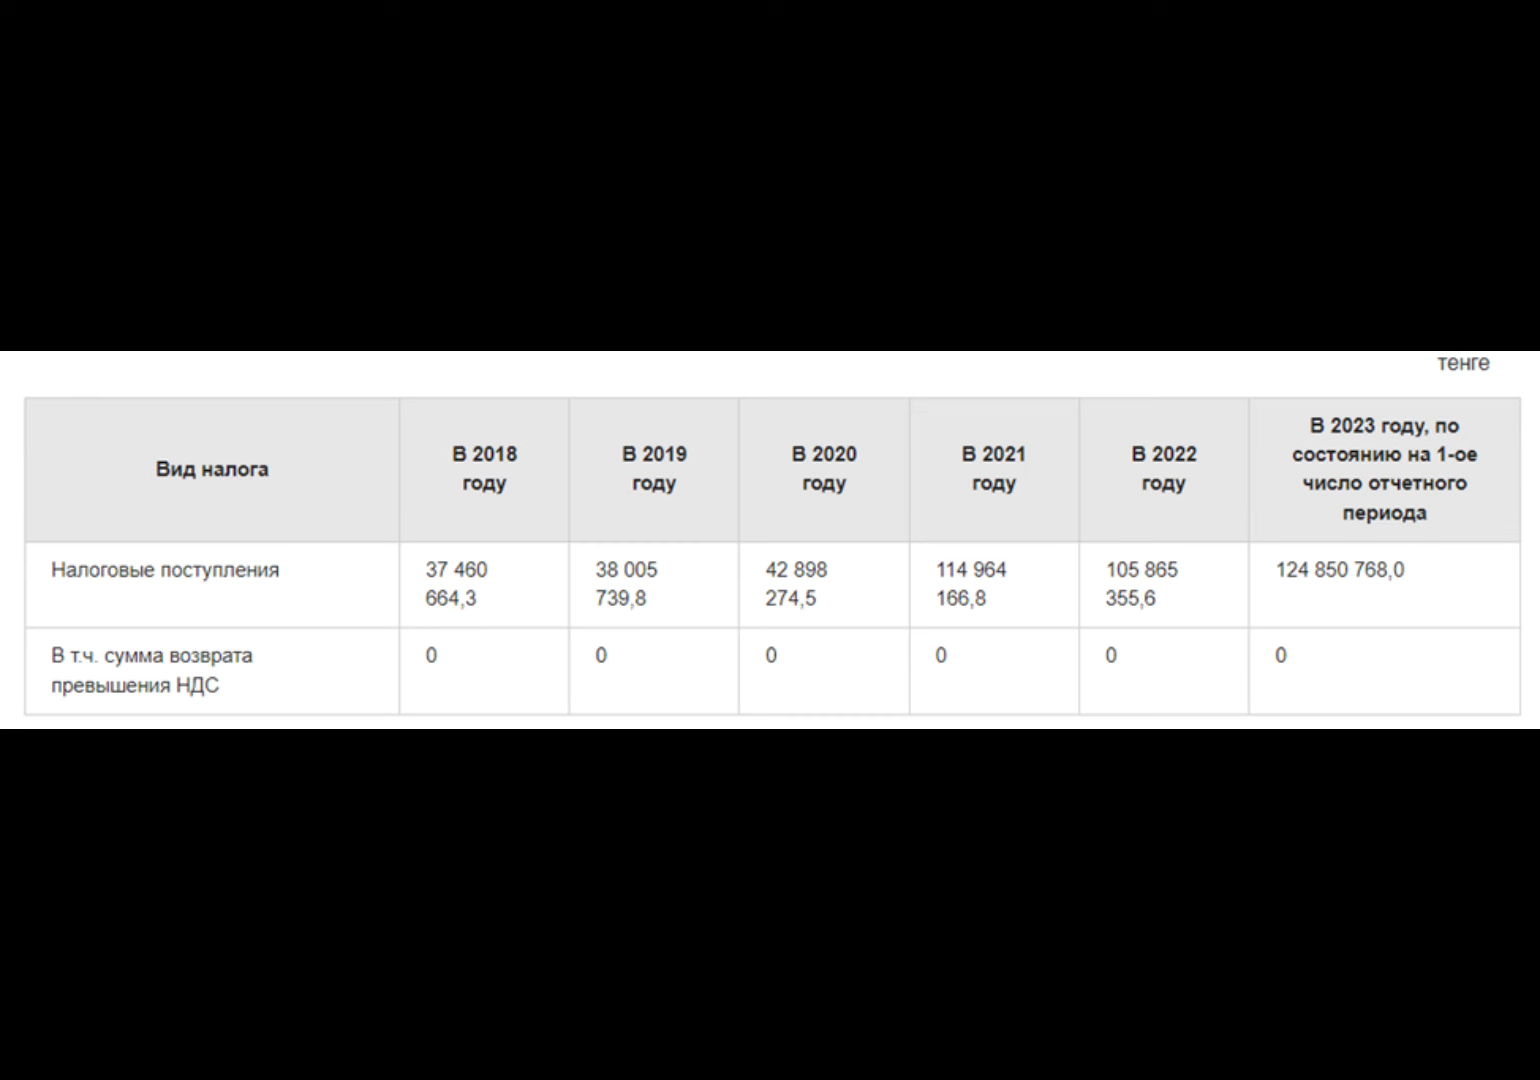 тенге
Вид налога
В 2018
году
В 2019
году
В 2020
году
В 2021
году
В 2022
году
В 2023 году, по
состоянию на 1-ое
число отчетного
периода
Налоговые поступления
37 460
664,3
38 005
739,8
42 898
274,5
114 964
166,8
105 865
355,6
124 850 768,0
В т.ч. сумма возврата
превышения НДС
0
0
0
0
0
0